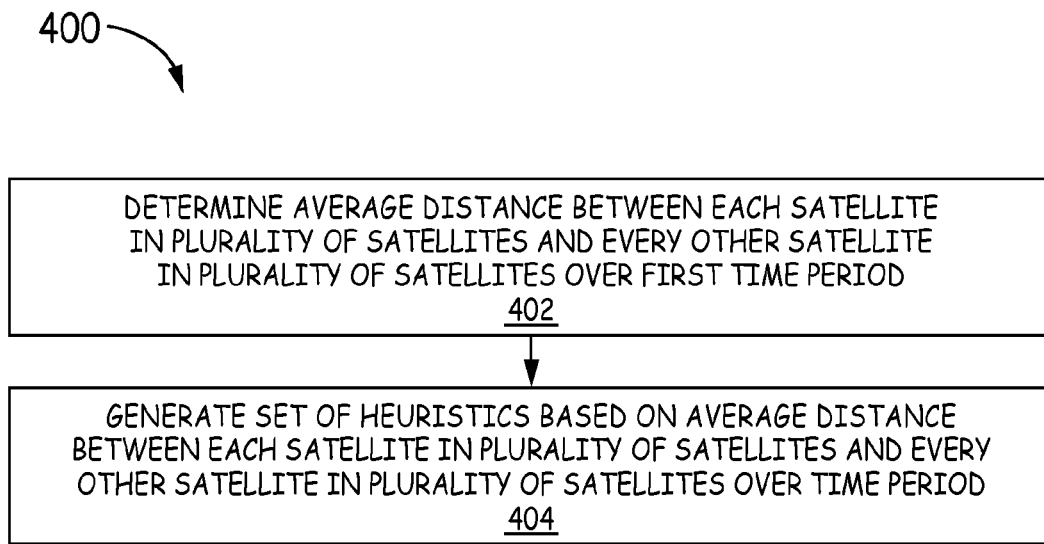 400
DETERMINE AVERAGE DISTANCE BETWEEN EACH SATELLITE
IN PLURALITY OF SATELLITES AND EVERY OTHER SATELLITE
IN PLURALITY OF SATELLITES OVER FIRST TIME PERIOD
402
GENERATE SET OF HEURISTICS BASED ON AVERAGE DISTANCE
BETWEEN EACH SATELLITE IN PLURALITY OF SATELLITES AND EVERY
OTHER SATELLITE IN PLURALITY OF SATELLITES OVER TIME PERIOD
404